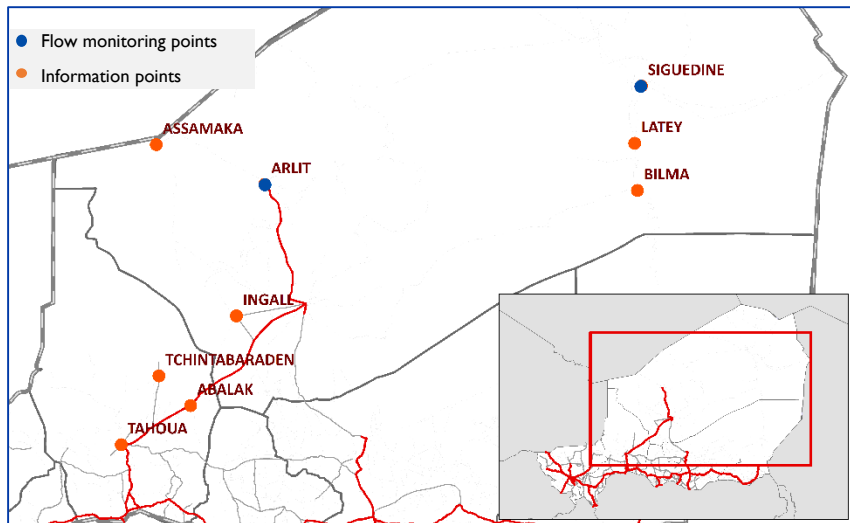 Flow monitoring points
Information points
SIGUEDINE
ASSAMAKA
LATEY
ARLIT
BILMA
INGALL
TCHINTABARADEN
ABALAK
TAHOUA